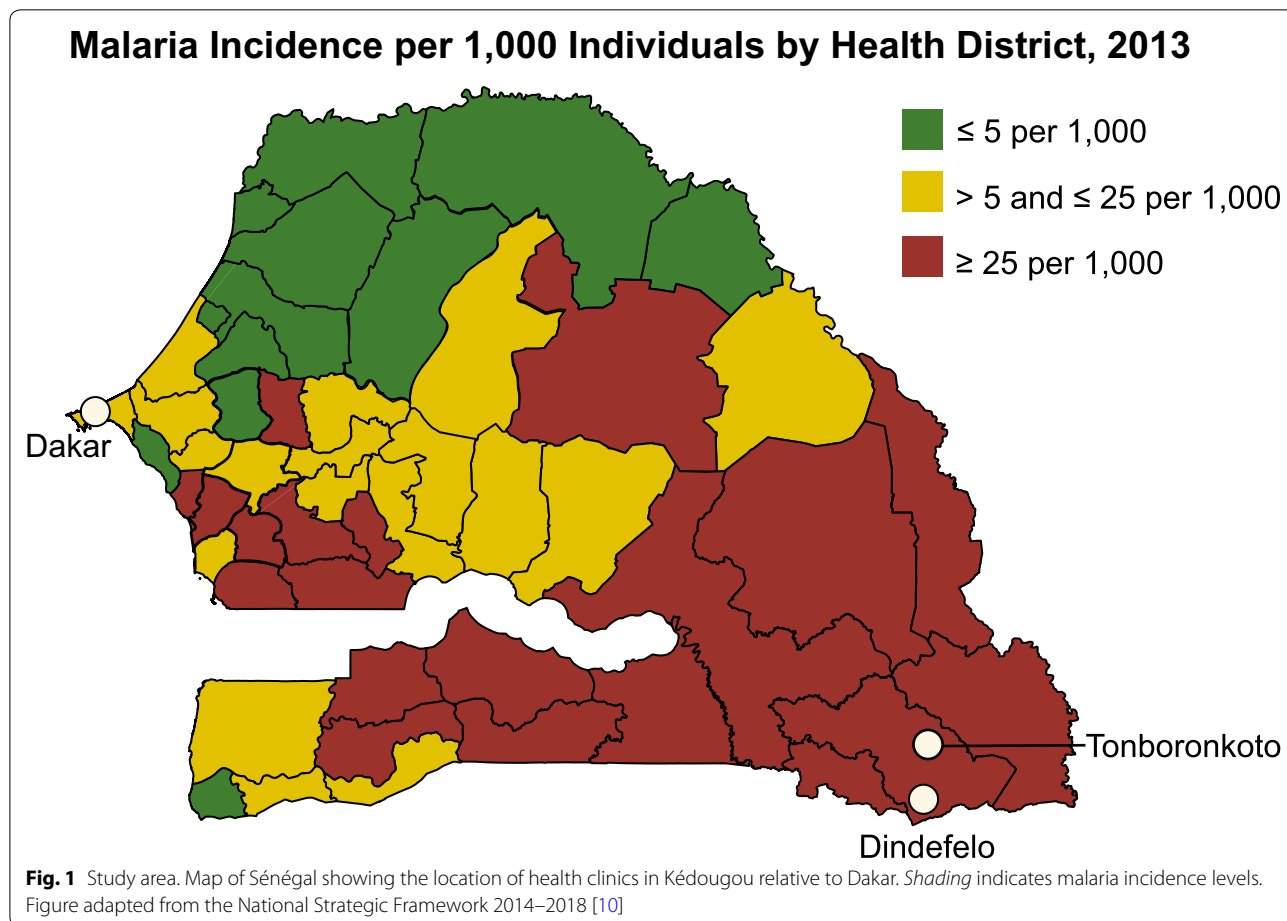 Malaria Incidence per 1,000 Individuals by Health District, 2013
≤ 5 per 1,000
> 5 and ≤ 25 per 1,000
≥ 25 per 1,000
Dakar
Tonboronkoto
Dindefelo
Fig. 1 Study area. Map of Sénégal showing the location of health clinics in Kédougou relative to Dakar. Shading indicates malaria incidence levels.
Figure adapted from the National Strategic Framework 2014–2018 [10]